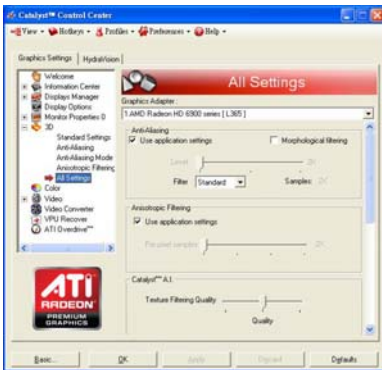 Catalyst™ Control Center
View Hotkeys Profiles Preferences Help
Graphics Settings HydraVision
Welcome
Information Center
Displays Manager
Display Options
Monitor Properties 0
3D
Standard Settings
Anti-Aliasing
Anti-Aliasing Mode
Anisotropic Filtering
All Settings
Color
Video
Video Converter
VPU Recover
ATI Overdrive™
ATI
RADEON
PREMIUM
GRAPHICS
All Settings
Graphics Adapter :
1.AMD Radeon HD 6900 series [ L365 ]
Anti-Aliasing
Use application settings Morphological filtering
Level: 2X
Filter Standard Samples: 2X
Anisotropic Filtering
Use application settings
Per pixel samples: 2X
Catalyst™ A.I.
Texture Filtering Quality
Quality
Basic... OK Apply Discard Defaults